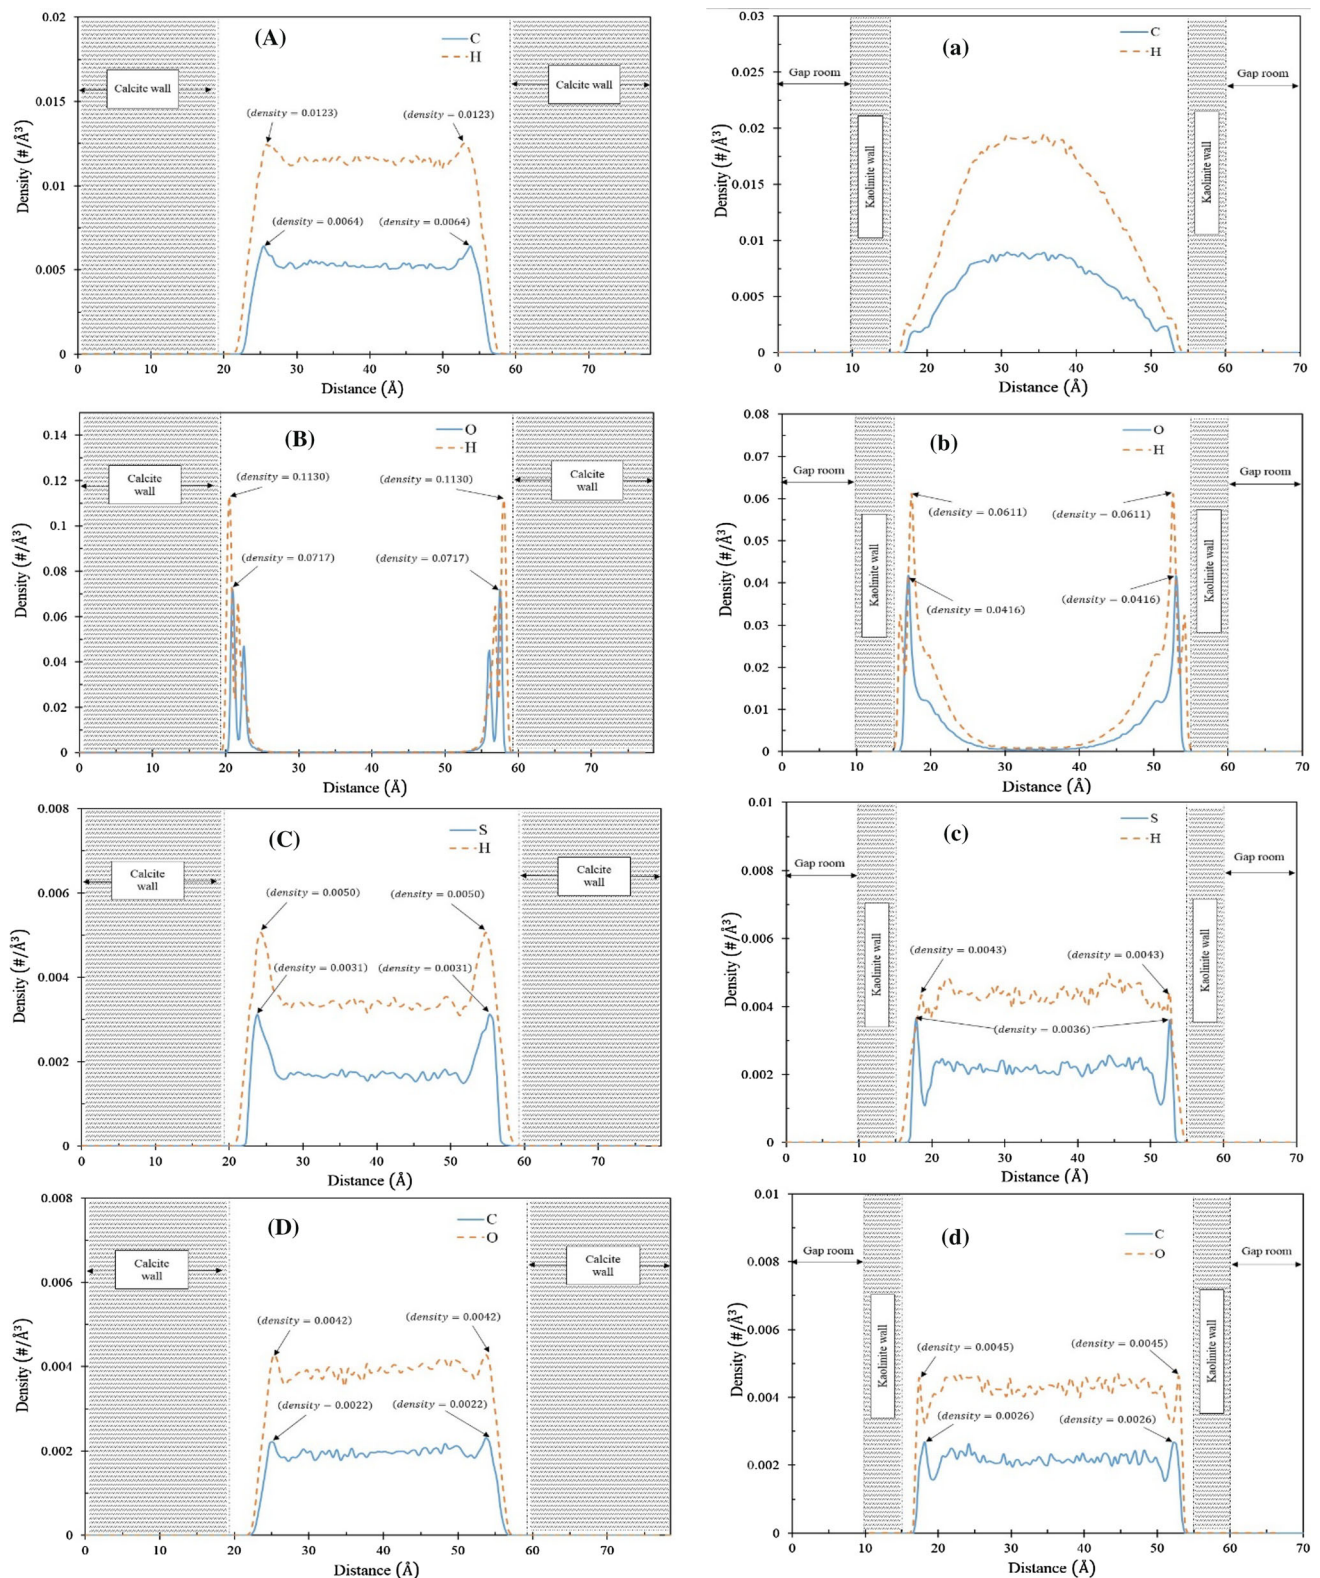 (A)
C
H
Calcite wall
Calcite wall
(density = 0.0123)
(density = 0.0123)
(density = 0.0064)
(density = 0.0064)
Density (#/Å³)
0.02
0.015
0.01
0.005
0
0 10 20 30 40 50 60 70
Distance (Å)
(a)
C
H
Gap room
Gap room
Kaolinite wall
Kaolinite wall
Density (#/Å³)
0.03
0.025
0.02
0.015
0.01
0.005
0
0 10 20 30 40 50 60 70
Distance (Å)
(B)
O
H
Calcite
wall
Calcite
wall
(density = 0.1130)
(density = 0.1130)
(density = 0.0717)
(density = 0.0717)
Density (#/Å³)
0.14
0.12
0.1
0.08
0.06
0.04
0.02
0
0 10 20 30 40 50 60 70
Distance (Å)
(b)
O
H
Gap room
Gap room
Kaolinite wall
Kaolinite wall
(density = 0.0611)
(density − 0.0611)
(density = 0.0416)
(density − 0.0416)
Density (#/Å³)
0.08
0.07
0.06
0.05
0.04
0.03
0.02
0.01
0
0 10 20 30 40 50 60 70
Distance (Å)
(C)
S
H
Calcite
wall
Calcite
wall
(density = 0.0050)
(density = 0.0050)
(density = 0.0031)
(density = 0.0031)
Density (#/Å³)
0.008
0.006
0.004
0.002
0
0 10 20 30 40 50 60 70
Distance (Å)
(c)
S
H
Gap room
Gap room
Kaolinite wall
Kaolinite wall
(density = 0.0043)
(density = 0.0043)
(density = 0.0036)
Density (#/Å³)
0.01
0.008
0.006
0.004
0.002
0
0 10 20 30 40 50 60 70
Distance (Å)
(D)
C
O
Calcite
wall
Calcite
wall
(density = 0.0042)
(density = 0.0042)
(density − 0.0022)
(density = 0.0022)
Density (#/Å³)
0.008
0.006
0.004
0.002
0
0 10 20 30 40 50 60 70
Distance (Å)
(d)
C
O
Gap room
Gap room
Kaolinite wall
Kaolinite wall
(density = 0.0045)
(density = 0.0045)
(density = 0.0026)
(density = 0.0026)
Density (#/Å³)
0.01
0.008
0.006
0.004
0.002
0
0 10 20 30 40 50 60 70
Distance (Å)